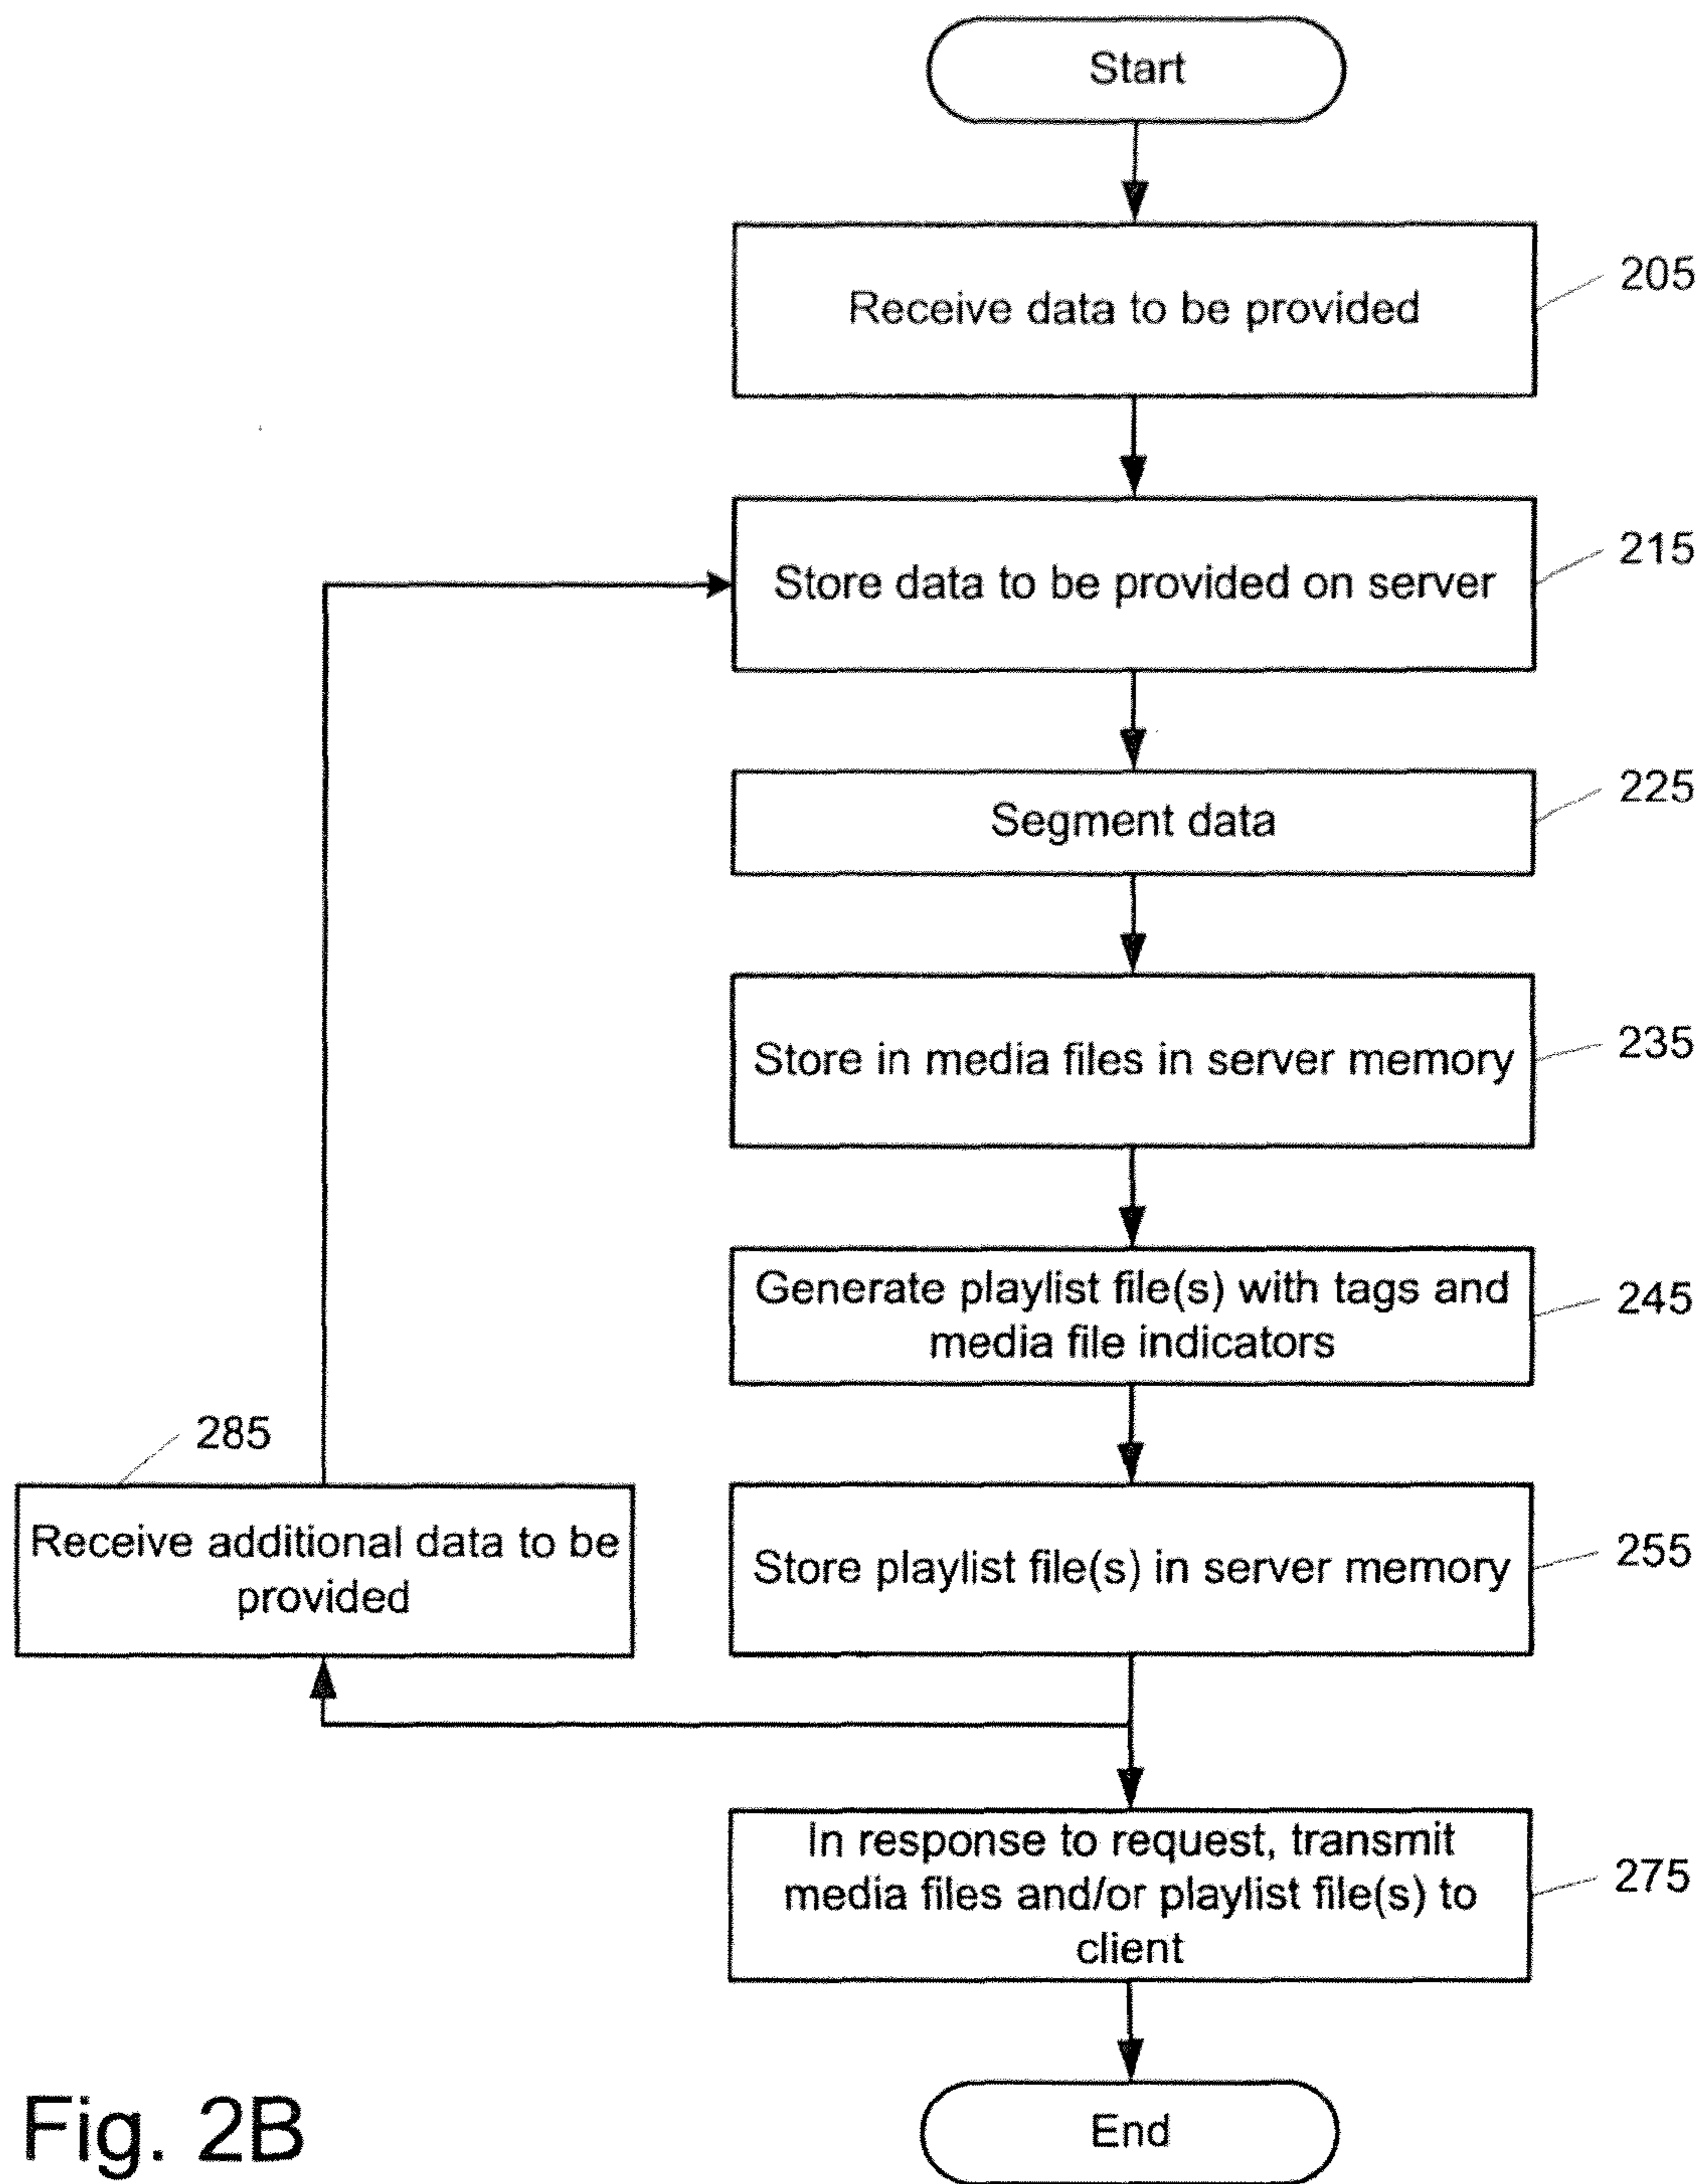 Start
Receive data to be provided
205
Store data to be provided on server
215
Segment data
225
Store in media files in server memory
235
Generate playlist file(s) with tags and
media file indicators
245
285
Receive additional data to be
provided
Store playlist file(s) in server memory
255
In response to request, transmit
media files and/or playlist file(s) to
client
275
End
Fig. 2B